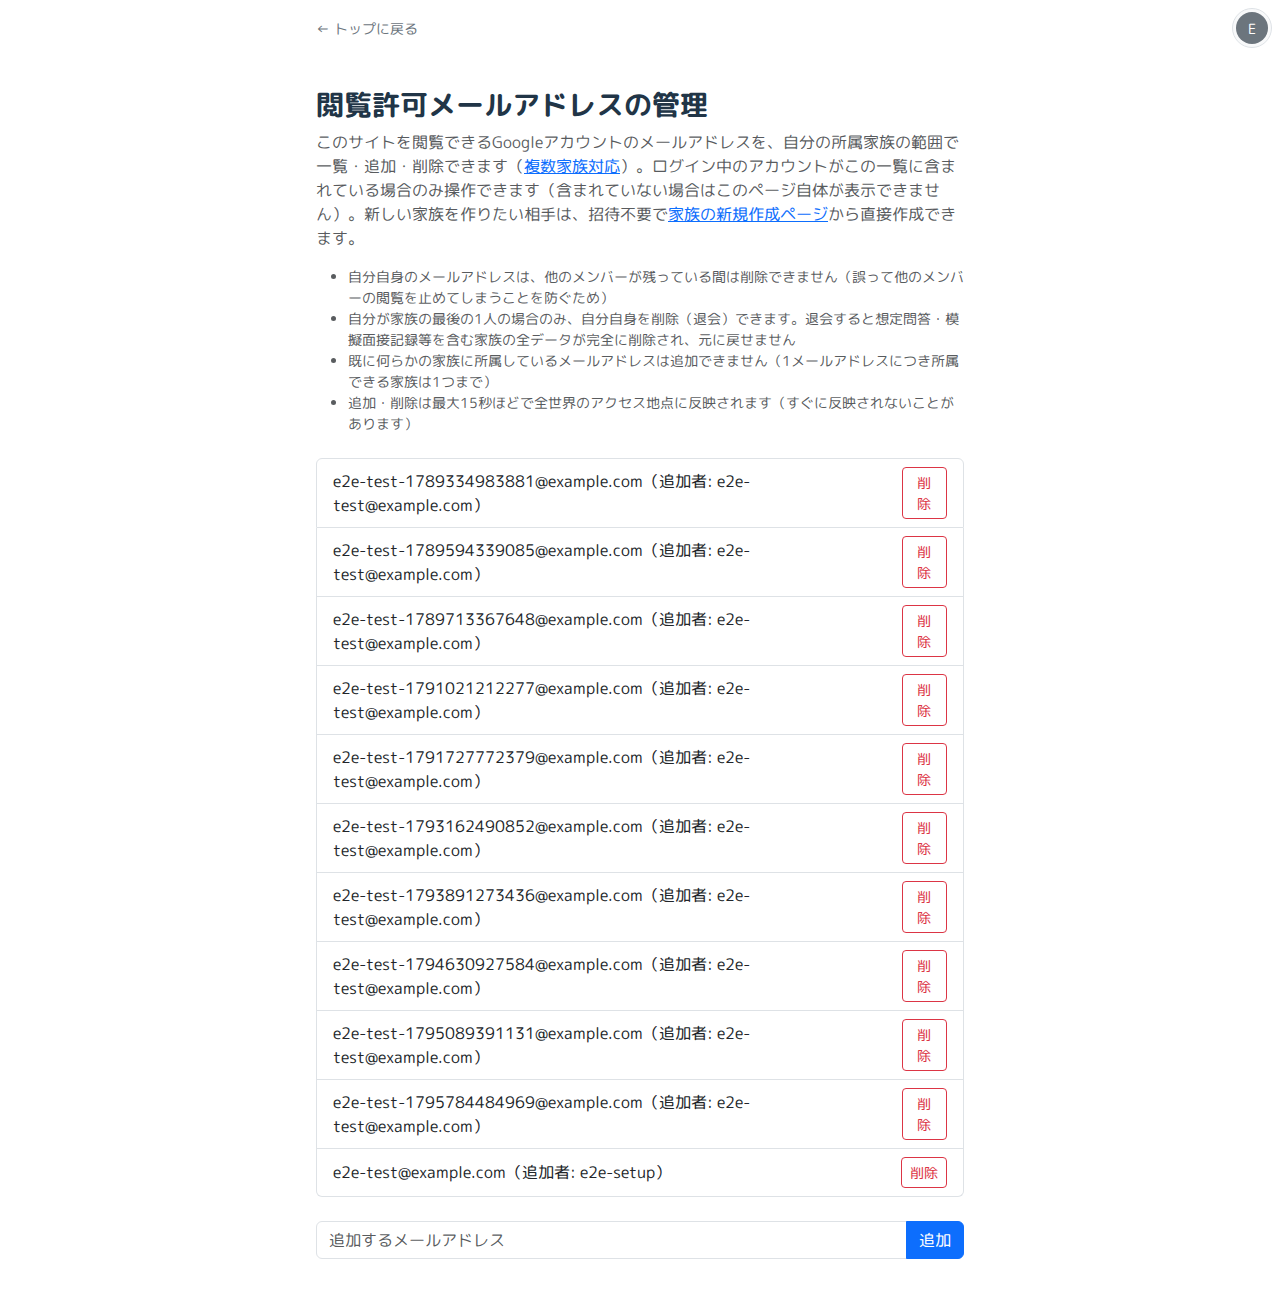 ← トップに戻る
E
閲覧許可メールアドレスの管理
このサイトを閲覧できるGoogleアカウントのメールアドレスを、自分の所属家族の範囲で
一覧・追加・削除できます（複数家族対応）。ログイン中のアカウントがこの一覧に含ま
れている場合のみ操作できます（含まれていない場合はこのページ自体が表示できませ
ん）。新しい家族を作りたい相手は、招待不要で家族の新規作成ページから直接作成でき
ます。
自分自身のメールアドレスは、他のメンバーが残っている間は削除できません（誤って他のメンバ
ーの閲覧を止めてしまうことを防ぐため）
自分が家族の最後の1人の場合のみ、自分自身を削除（退会）できます。退会すると想定問答・模
擬面接記録等を含む家族の全データが完全に削除され、元に戻せません
既に何らかの家族に所属しているメールアドレスは追加できません（1メールアドレスにつき所属
できる家族は1つまで）
追加・削除は最大15秒ほどで全世界のアクセス地点に反映されます（すぐに反映されないことが
あります）
e2e-test-1789334983881@example.com（追加者: e2e-
test@example.com）
削
除
e2e-test-1789594339085@example.com（追加者: e2e-
test@example.com）
削
除
e2e-test-1789713367648@example.com（追加者: e2e-
test@example.com）
削
除
e2e-test-1791021212277@example.com（追加者: e2e-
test@example.com）
削
除
e2e-test-1791727772379@example.com（追加者: e2e-
test@example.com）
削
除
e2e-test-1793162490852@example.com（追加者: e2e-
test@example.com）
削
除
e2e-test-1793891273436@example.com（追加者: e2e-
test@example.com）
削
除
e2e-test-1794630927584@example.com（追加者: e2e-
test@example.com）
削
除
e2e-test-1795089391131@example.com（追加者: e2e-
test@example.com）
削
除
e2e-test-1795784484969@example.com（追加者: e2e-
test@example.com）
削
除
e2e-test@example.com（追加者: e2e-setup）
削除
追加するメールアドレス
追加